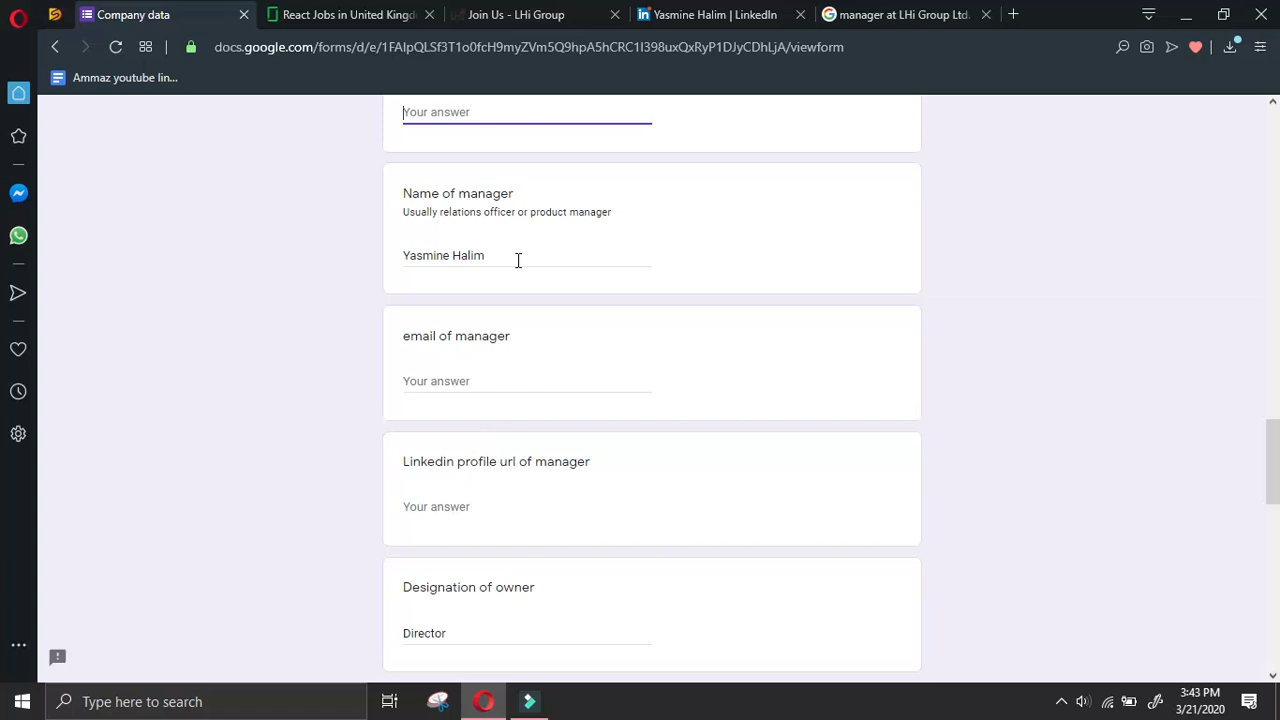 Company data
React Jobs in United Kingd
Join Us - LHi Group
Yasmine Halim | LinkedIn
manager at LHi Group Ltd.
docs.google.com/forms/d/e/1FAIpQLSf3T1o0fcH9myZVm5Q9hpA5hCRC1I398uxQxRyP1DJyCDhLjA/viewform
Ammaz youtube lin...
Your answer
Name of manager
Usually relations officer or product manager
Yasmine Halim
email of manager
Your answer
Linkedin profile url of manager
Your answer
Designation of owner
Director
Type here to search
3:43 PM
3/21/2020